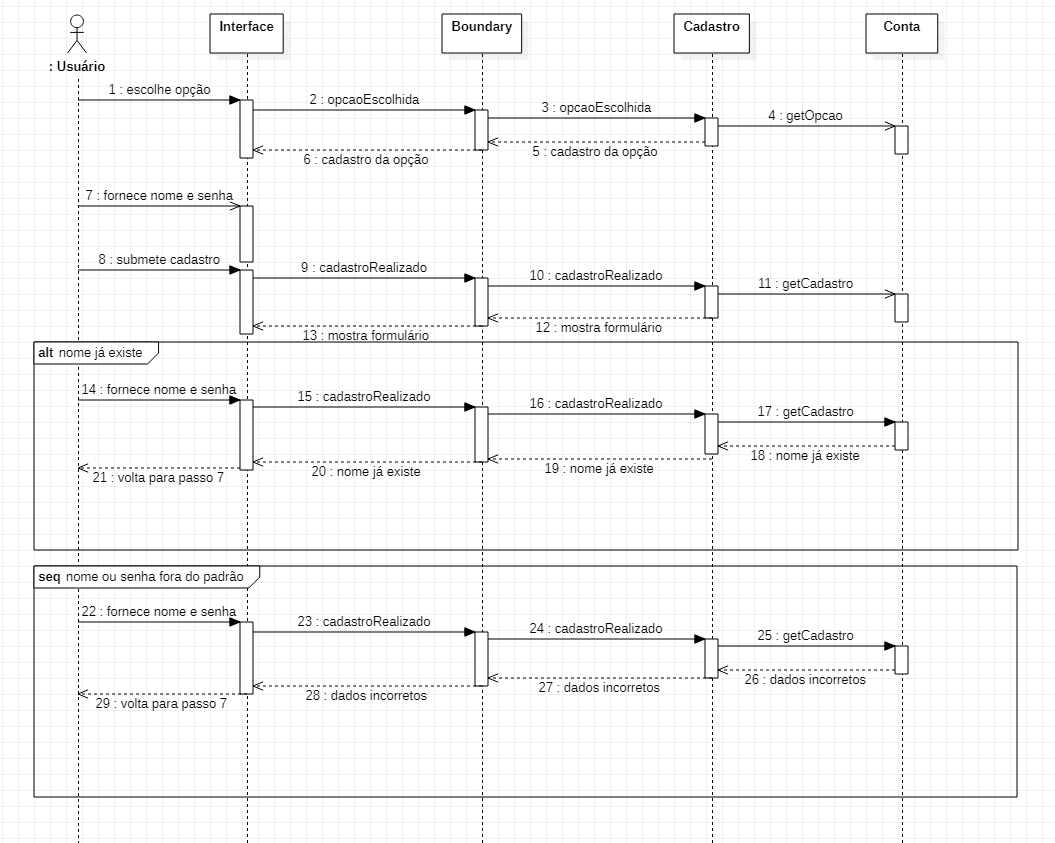 Interface
Boundary
Cadastro
Conta
: Usuário
1 : escolhe opção
2 : opcaoEscolhida
3 : opcaoEscolhida
4 : getOpcao
5 : cadastro da opção
6 : cadastro da opção
7 : fornece nome e senha
8 : submete cadastro
9 : cadastroRealizado
10 : cadastroRealizado
11 : getCadastro
12 : mostra formulário
13 : mostra formulário
alt nome já existe
14 : fornece nome e senha
15 : cadastroRealizado
16 : cadastroRealizado
17 : getCadastro
18 : nome já existe
19 : nome já existe
20 : nome já existe
21 : volta para passo 7
seq nome ou senha fora do padrão
22 : fornece nome e senha
23 : cadastroRealizado
24 : cadastroRealizado
25 : getCadastro
26 : dados incorretos
27 : dados incorretos
28 : dados incorretos
29 : volta para passo 7